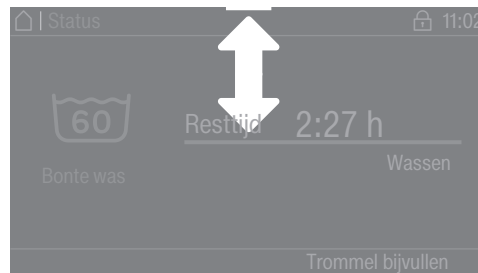 | Status 11:02
60
Resttijd 2:27 h
Wassen
Bonte was
Trommel bijvullen